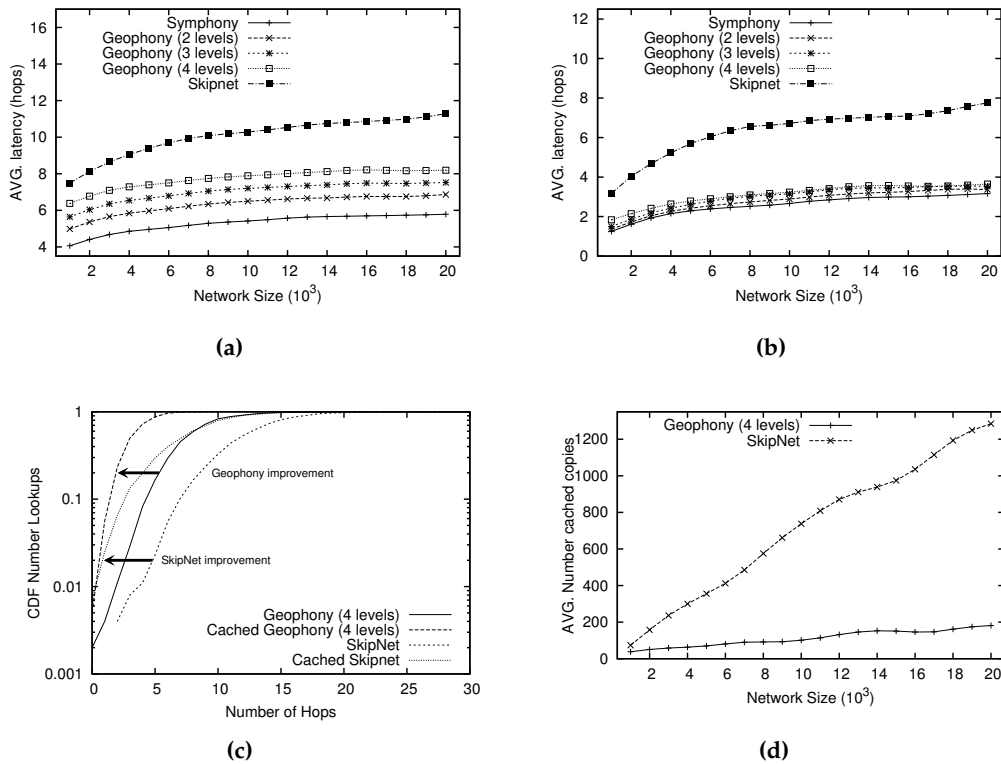 16
14
12
10
8
6
4
AVG. latency (hops)
Symphony
Geophony (2 levels)
Geophony (3 levels)
Geophony (4 levels)
Skipnet
2 4 6 8 10 12 14 16 18 20
Network Size (10^3)
(a)
12
10
8
6
4
2
0
AVG. latency (hops)
Symphony
Geophony (2 levels)
Geophony (3 levels)
Geophony (4 levels)
Skipnet
2 4 6 8 10 12 14 16 18 20
Network Size (10^3)
(b)
1
0.1
0.01
0.001
CDF Number Lookups
Geophony improvement
SkipNet improvement
Geophony (4 levels)
Cached Geophony (4 levels)
SkipNet
Cached Skipnet
0 5 10 15 20 25 30
Number of Hops
(c)
1200
1000
800
600
400
200
0
AVG. Number cached copies
Geophony (4 levels)
SkipNet
2 4 6 8 10 12 14 16 18 20
Network Size (10^3)
(d)